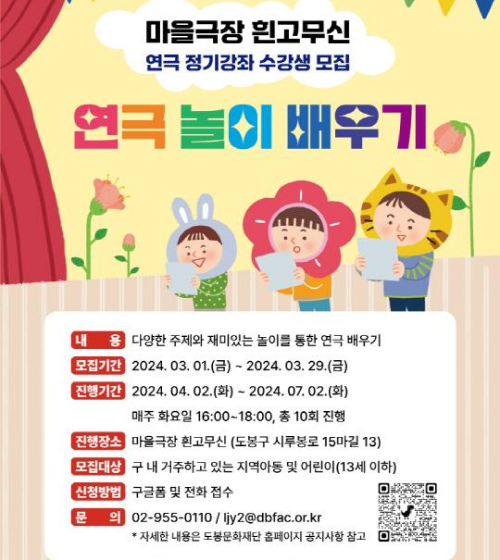 마을극장 흰고무신
연극 정기강좌 수강생 모집
연극 놀이 배우기
내 용 다양한 주제와 재미있는 놀이를 통한 연극 배우기
모집기간 2024. 03. 01.(금) ~ 2024. 03. 29.(금)
진행기간 2024. 04. 02.(화) ~ 2024. 07. 02.(화)
매주 화요일 16:00~18:00, 총 10회 진행
진행장소 마을극장 흰고무신 (도봉구 시루봉로 15마길 13)
모집대상 구 내 거주하고 있는 지역아동 및 어린이(13세 이하)
신청방법 구글폼 및 전화 접수
문 의 02-955-0110 / ljy2@dbfac.or.kr
* 자세한 내용은 도봉문화재단 홈페이지 공지사항 참고